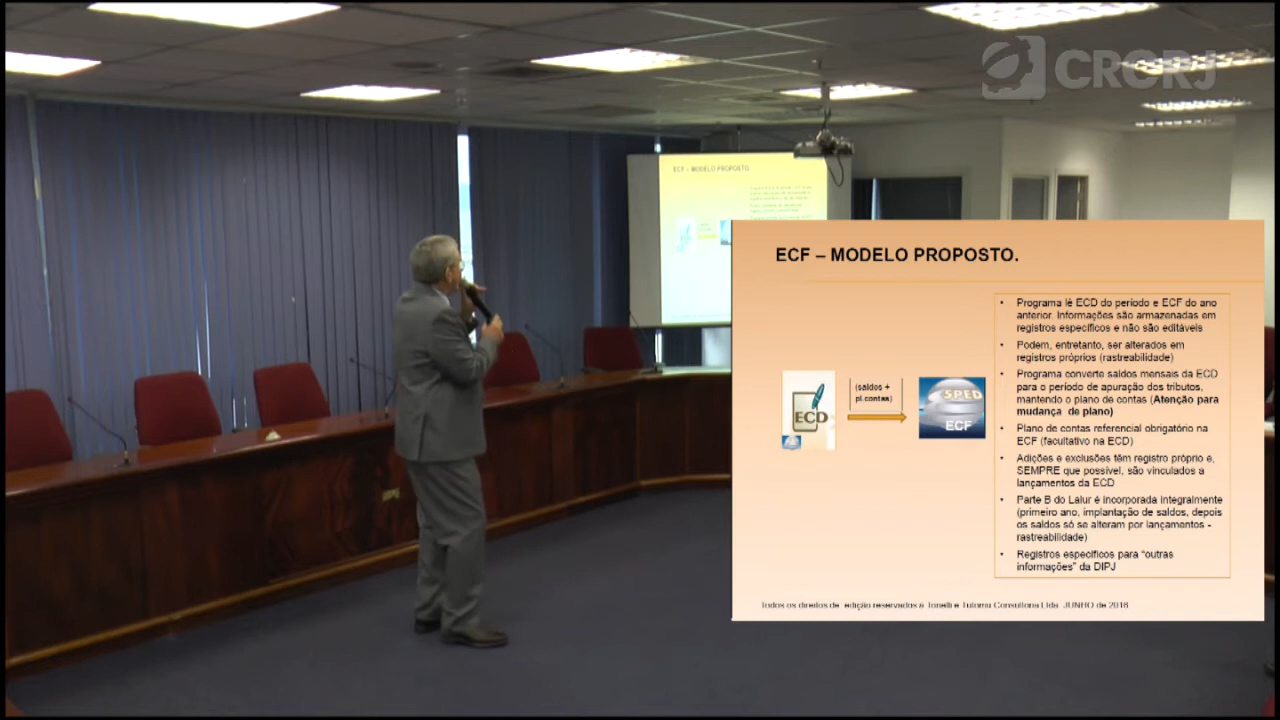 CRCRJ
ECF – MODELO PROPOSTO
ECF – MODELO PROPOSTO.
• Programa lê ECD do período e ECF do ano
anterior. Informações são armazenadas em
registros específicos e não são editáveis
• Podem, entretanto, ser alterados em
registros próprios (rastreabilidade)
• Programa converte saldos mensais da ECD
para o período de apuração dos tributos,
mantendo o plano de contas (Atenção para
mudança de plano)
• Plano de contas referencial obrigatório na
ECF (facultativo na ECD)
• Adições e exclusões têm registro próprio e,
SEMPRE que possível, são vinculados a
lançamentos da ECD
• Parte B do Lalur é incorporada integralmente
(primeiro ano, implantação de saldos, depois
os saldos só se alteram por lançamentos -
rastreabilidade)
• Registros específicos para “outras
informações” da DIPJ
ECD
(saldos +
pl.contas)
SPED
ECF
Todos os direitos de edição reservados a Tonelli e Tutomu Consultoria Ltda JUNHO de 2016